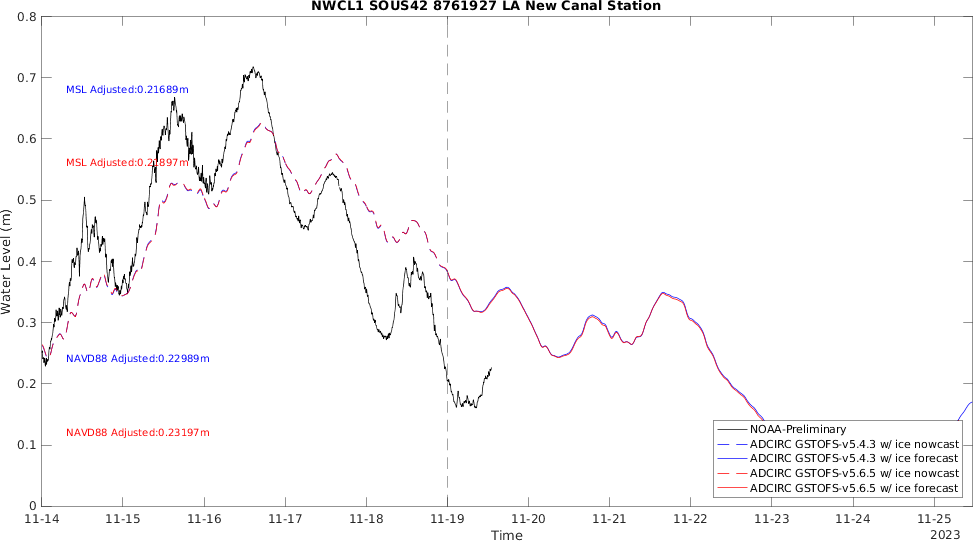 NWCL1 SOUS42 8761927 LA New Canal Station
0.8
0.7
0.6
0.5
0.4
0.3
0.2
0.1
0
Water Level (m)
MSL Adjusted:0.21689m
MSL Adjusted:0.21897m
NAVD88 Adjusted:0.22989m
NAVD88 Adjusted:0.23197m
NOAA-Preliminary
ADCIRC GSTOFS-v5.4.3 w/ ice nowcast
ADCIRC GSTOFS-v5.4.3 w/ ice forecast
ADCIRC GSTOFS-v5.6.5 w/ ice nowcast
ADCIRC GSTOFS-v5.6.5 w/ ice forecast
11-14 11-15 11-16 11-17 11-18 11-19 11-20 11-21 11-22 11-23 11-24 11-25
Time
2023